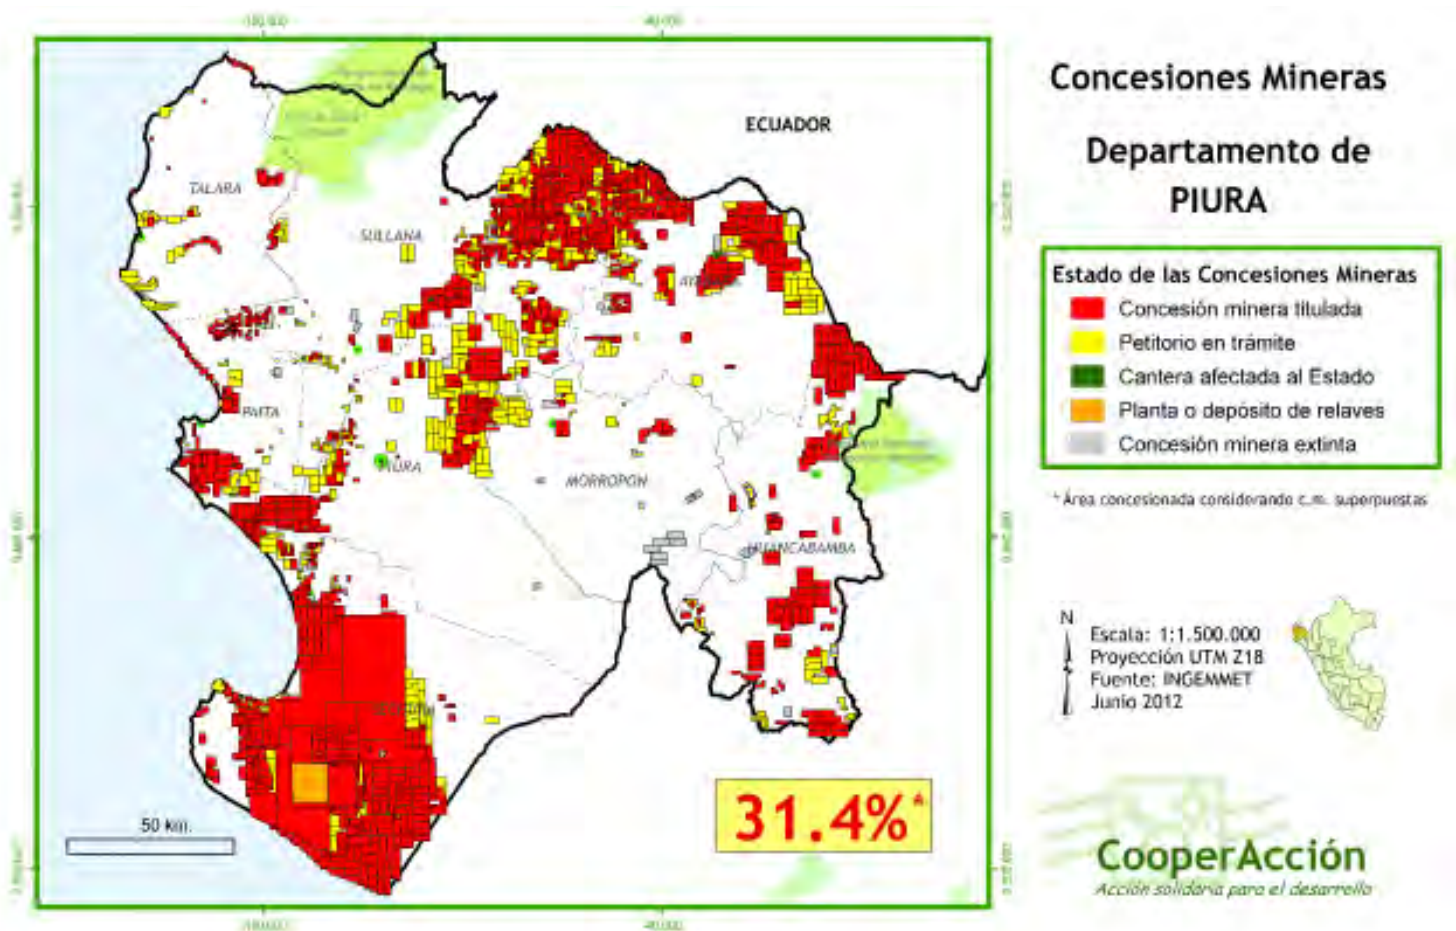 ECUADOR
TALARA
SULLANA
PAITA
PIURA
MORROPON
HUANCABAMBA
50 km.
31.4%*
Concesiones Mineras
Departamento de
PIURA
Estado de las Concesiones Mineras
Concesión minera titulada
Petitorio en trámite
Cantera afectada al Estado
Planta o depósito de relaves
Concesión minera extinta
* Área concesionada considerando c.m. superpuestas
N
Escala: 1:1.500.000
Proyección UTM Z18
Fuente: INGEMMET
Junio 2012
CooperAcción
Acción solidaria para el desarrollo